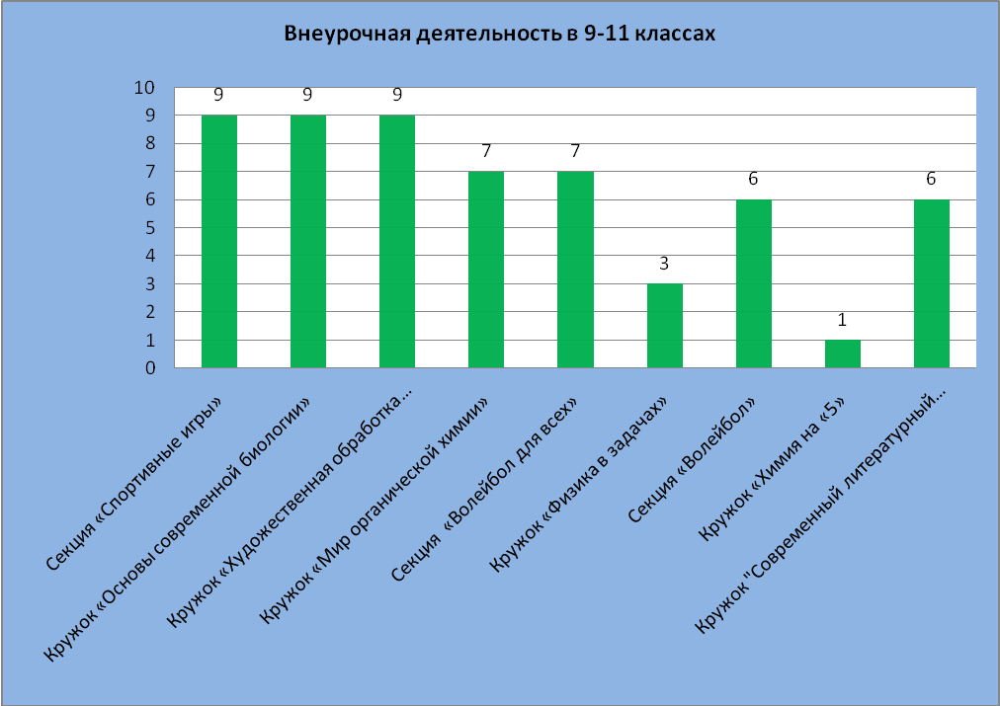 Внеурочная деятельность в 9-11 классах
10
9
8
7
6
5
4
3
2
1
0
9
9
9
7
7
3
6
1
6
Секция «Спортивные игры»
Кружок «Основы современной биологии»
Кружок «Художественная обработка...
Кружок «Мир органической химии»
Секция «Волейбол для всех»
Кружок «Физика в задачах»
Секция «Волейбол»
Кружок «Химия на «5»
Кружок "Современный литературный...